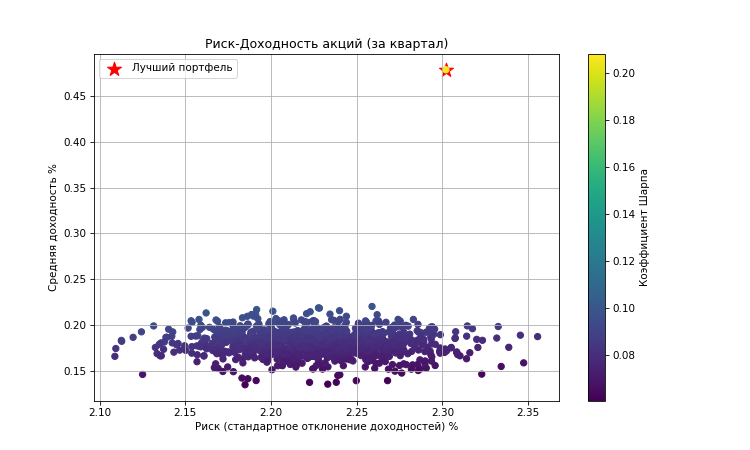 Риск-Доходность акций (за квартал)
Лучший портфель
Средняя доходность %
0.45
0.40
0.35
0.30
0.25
0.20
0.15
2.10 2.15 2.20 2.25 2.30 2.35
Риск (стандартное отклонение доходностей) %
0.20
0.18
0.16
0.14
0.12
0.10
0.08
Коэффициент Шарпа